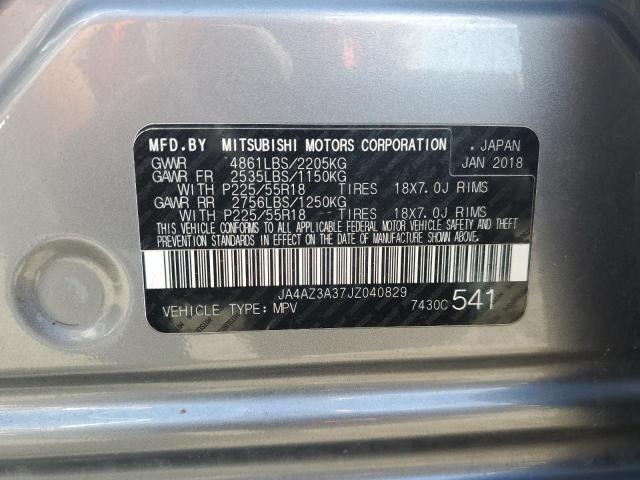 MFD.BY MITSUBISHI MOTORS CORPORATION . JAPAN
GVWR 4861LBS/2205KG JAN 2018
GAWR FR 2535LBS/1150KG
WITH P225/55R18 TIRES 18X7.0J RIMS
GAWR RR 2756LBS/1250KG
WITH P225/55R18 TIRES 18X7.0J RIMS
THIS VEHICLE CONFORMS TO ALL APPLICABLE FEDERAL MOTOR VEHICLE SAFETY AND THEFT
PREVENTION STANDARDS IN EFFECT ON THE DATE OF MANUFACTURE SHOWN ABOVE.
JA4AZ3A37JZ040829
VEHICLE TYPE: MPV 7430C 541